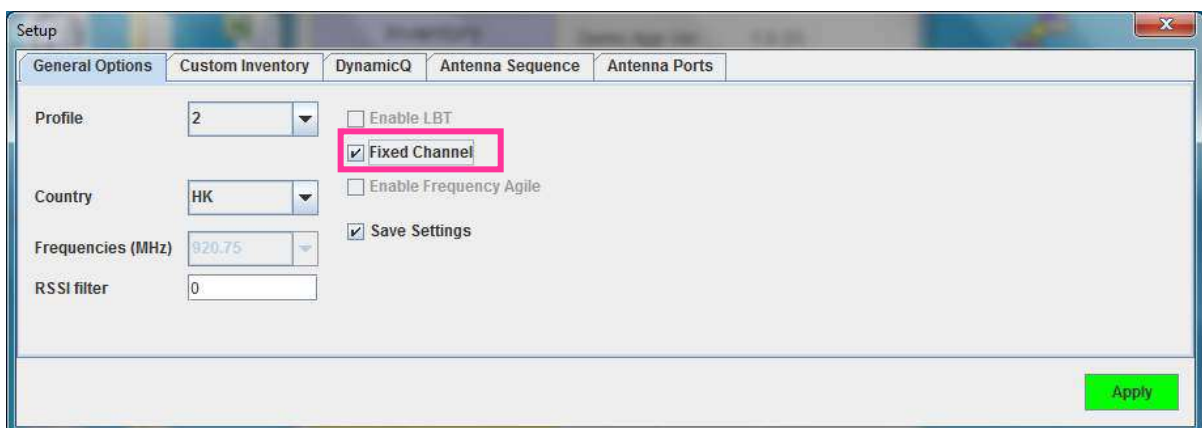 Setup
General Options Custom Inventory DynamicQ Antenna Sequence Antenna Ports
Profile 2 Enable LBT
Fixed Channel
Enable Frequency Agile
Country HK
Save Settings
Frequencies (MHz) 920.75
RSSI filter 0
Apply